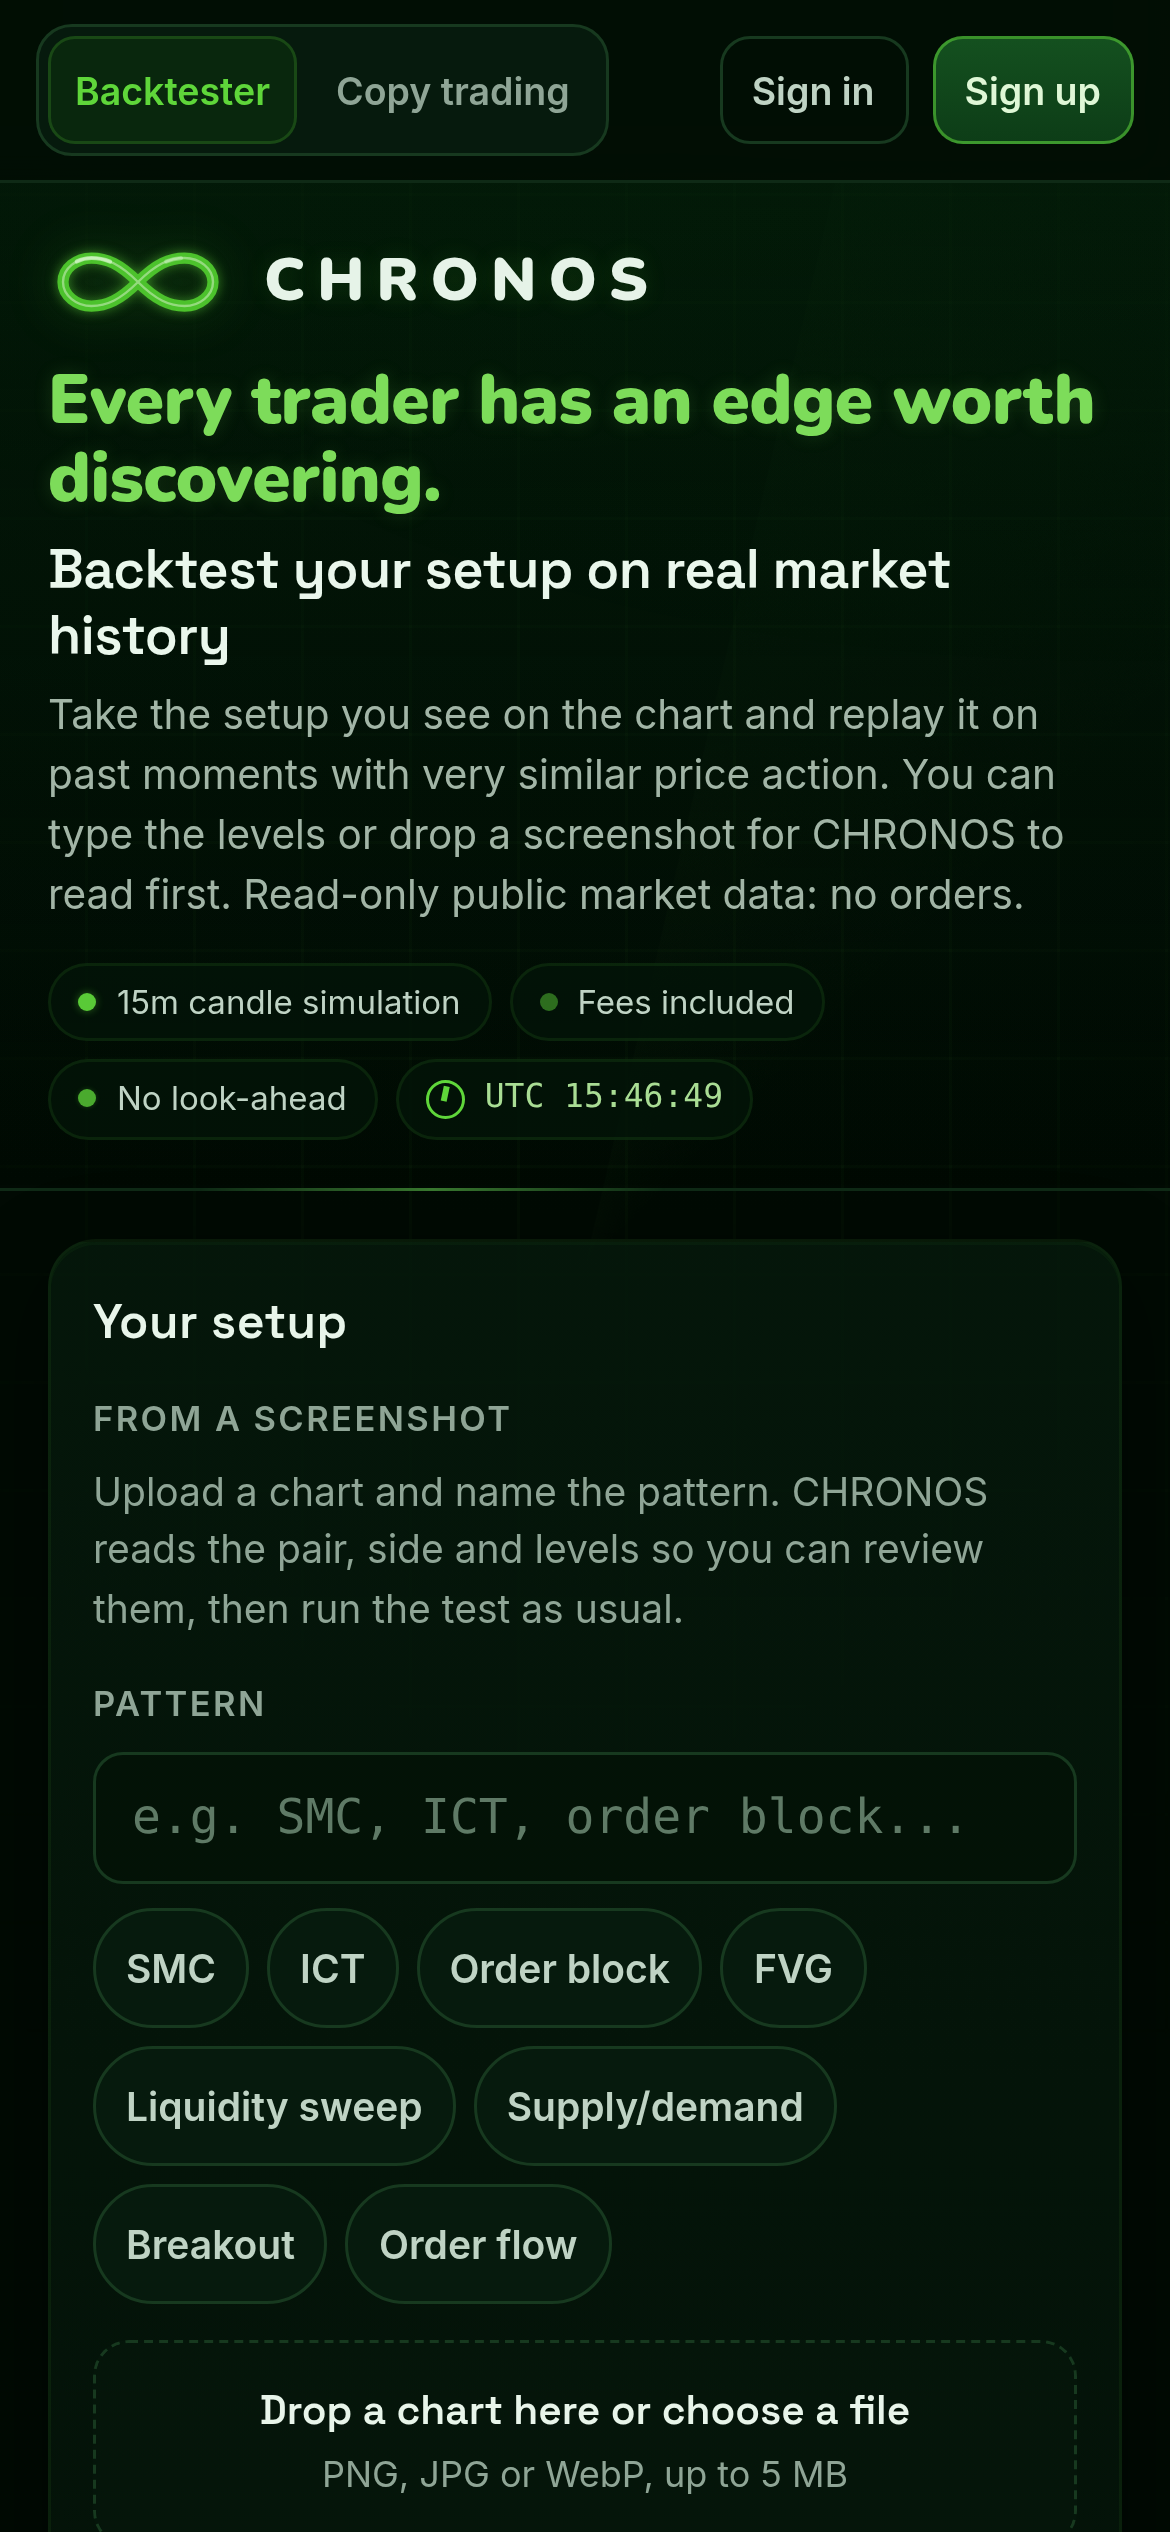 Backtester
Copy trading
Sign in
Sign up
CHRONOS
Every trader has an edge worth
discovering.
Backtest your setup on real market
history
Take the setup you see on the chart and replay it on
past moments with very similar price action. You can
type the levels or drop a screenshot for CHRONOS to
read first. Read-only public market data: no orders.
15m candle simulation
Fees included
No look-ahead
UTC 15:46:49
Your setup
FROM A SCREENSHOT
Upload a chart and name the pattern. CHRONOS
reads the pair, side and levels so you can review
them, then run the test as usual.
PATTERN
e.g. SMC, ICT, order block...
SMC
ICT
Order block
FVG
Liquidity sweep
Supply/demand
Breakout
Order flow
Drop a chart here or choose a file
PNG, JPG or WebP, up to 5 MB